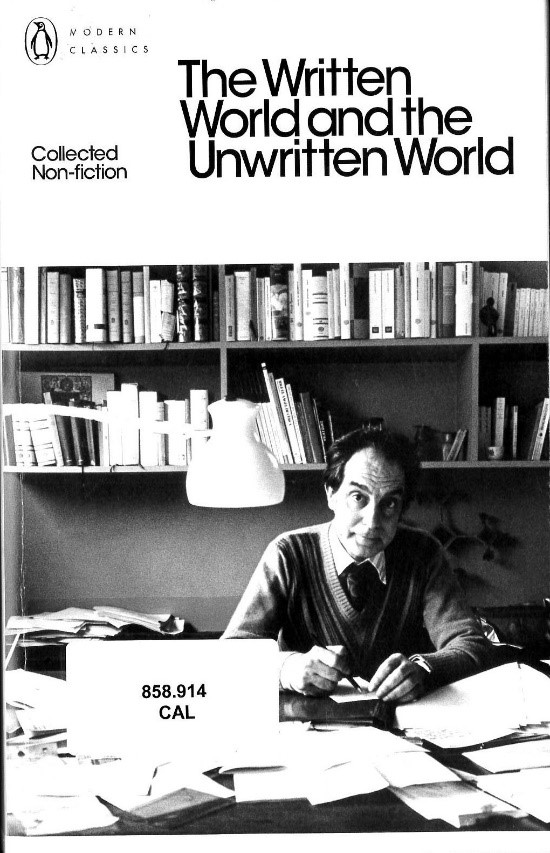 MODERN
CLASSICS
The Written
World and the
Unwritten World
Collected
Non-fiction
858.914
CAL